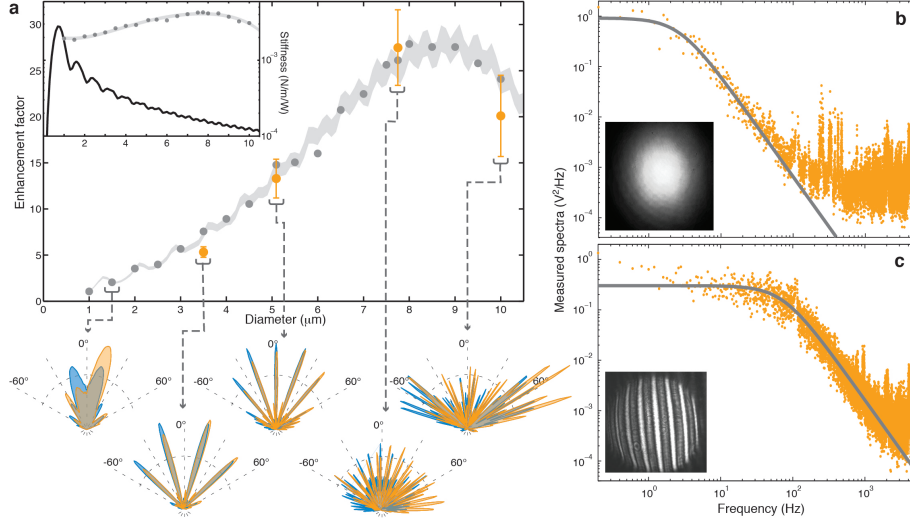 a
30
25
20
15
10
5
0
Enhancement factor
0 1 2 3 4 5 6 7 8 9 10
Diameter (μm)
2 4 6 8 10
10⁻³
10⁻⁴
Stiffness (N/m/W)
0°
-60° 60°
0°
-60° 60°
0°
-60° 60°
0°
-60° 60°
0°
-60° 60°
b
10⁰
10⁻¹
10⁻²
10⁻³
10⁻⁴
Measured spectra (V²/Hz)
c
10¹
10⁰
10⁻¹
10⁻²
10⁻³
10⁻⁴
10⁰ 10¹ 10² 10³
Frequency (Hz)